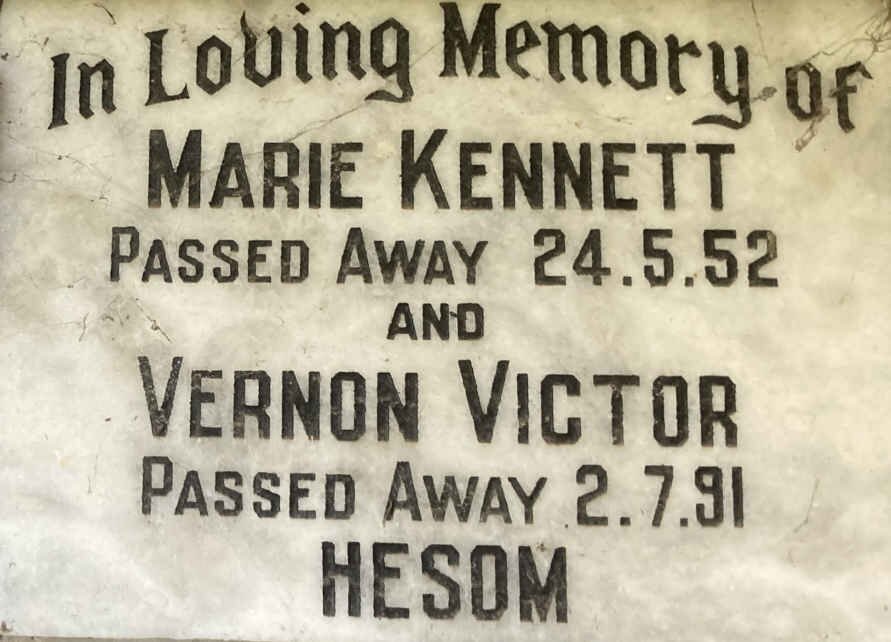 In Loving Memory of
MARIE KENNETT
PASSED AWAY 24.5.52
AND
VERNON VICTOR
PASSED AWAY 2.7.91
HESOM